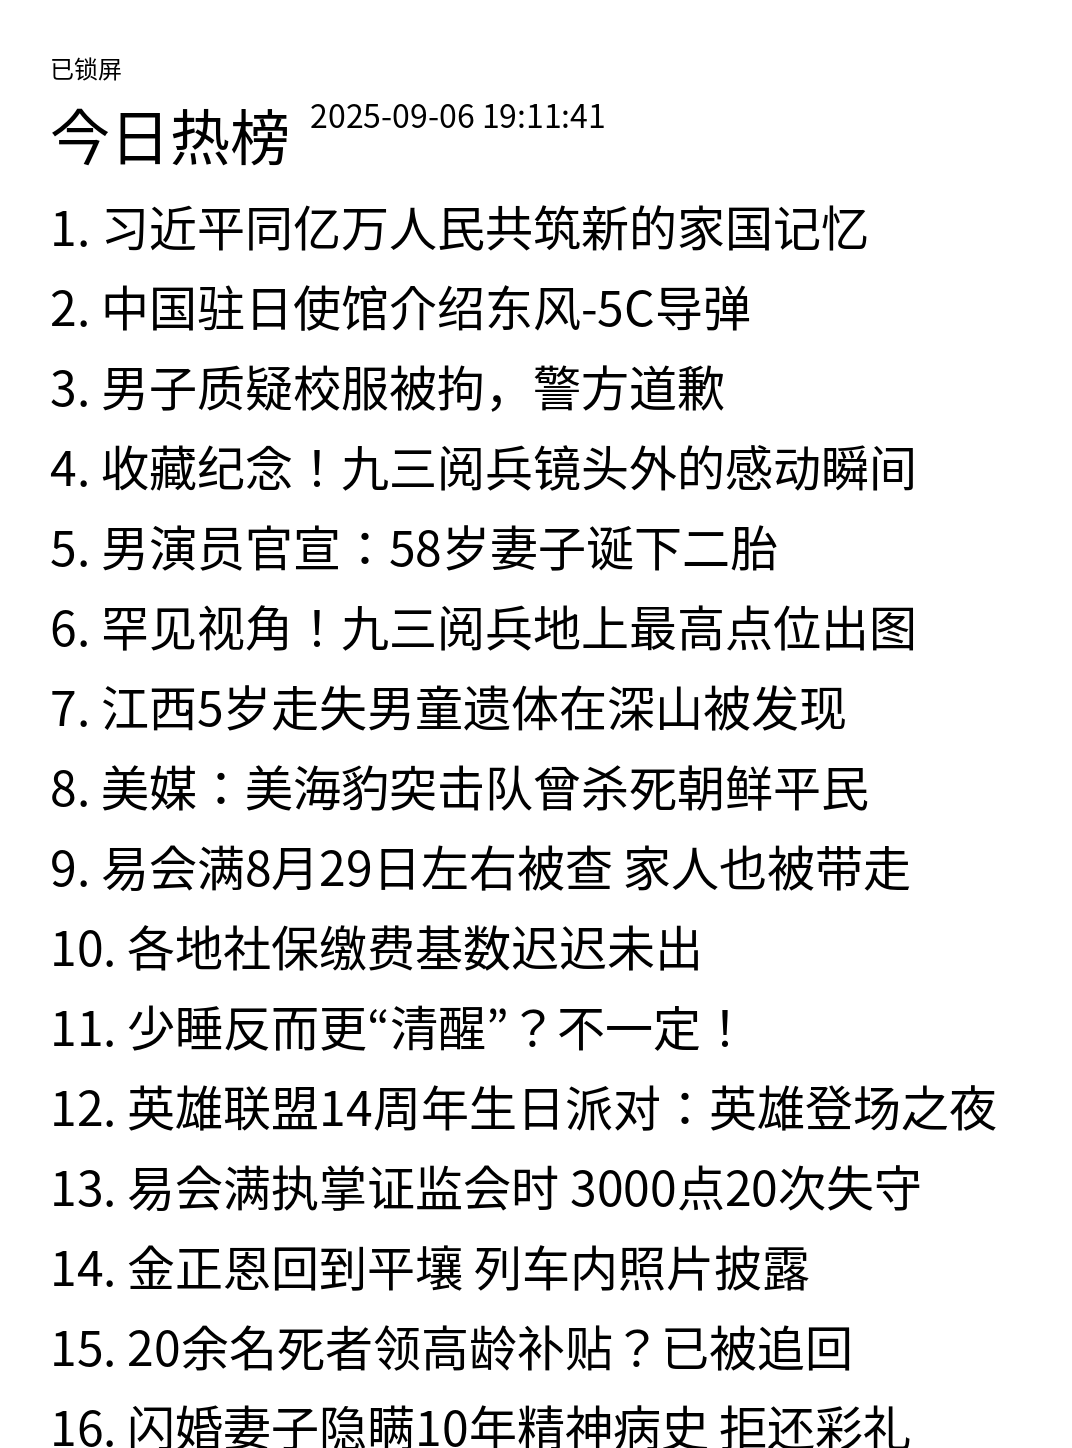 已锁屏
今日热榜 2025-09-06 19:11:41
1. 习近平同亿万人民共筑新的家国记忆
2. 中国驻日使馆介绍东风-5C导弹
3. 男子质疑校服被拘，警方道歉
4. 收藏纪念！九三阅兵镜头外的感动瞬间
5. 男演员官宣：58岁妻子诞下二胎
6. 罕见视角！九三阅兵地上最高点位出图
7. 江西5岁走失男童遗体在深山被发现
8. 美媒：美海豹突击队曾杀死朝鲜平民
9. 易会满8月29日左右被查 家人也被带走
10. 各地社保缴费基数迟迟未出
11. 少睡反而更“清醒”？不一定！
12. 英雄联盟14周年生日派对：英雄登场之夜
13. 易会满执掌证监会时 3000点20次失守
14. 金正恩回到平壤 列车内照片披露
15. 20余名死者领高龄补贴？已被追回
16. 闪婚妻子隐瞒10年精神病史 拒还彩礼